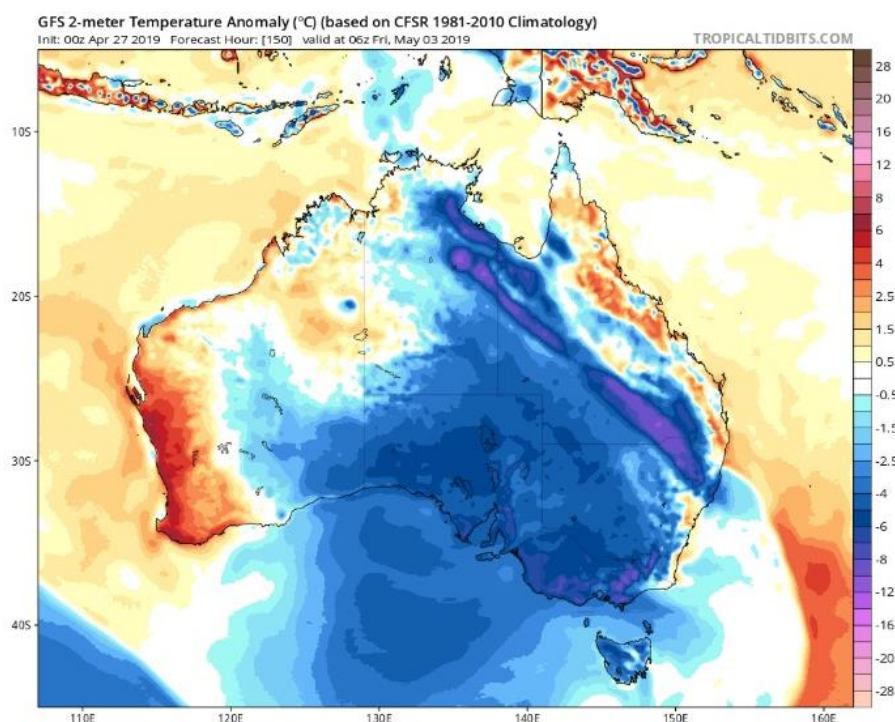 GFS 2-meter Temperature Anomaly (°C) (based on CFSR 1981-2010 Climatology)
Init: 00z Apr 27 2019 Forecast Hour: [150] valid at 06z Fri, May 03 2019 TROPICALTIDBITS.COM
10S
20S
30S
40S
110E 120E 130E 140E 150E 160E
28
20
16
12
8
6
4
2.5
1.5
0.5
-0.5
-1.5
-2.5
-4
-6
-8
-12
-16
-20
-28